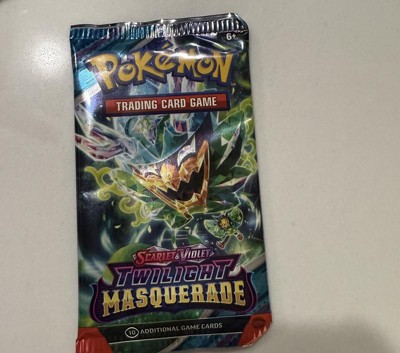 6+
POKéMON
TRADING CARD GAME
SCARLET & VIOLET
TWILIGHT
MASQUERADE
10 ADDITIONAL GAME CARDS